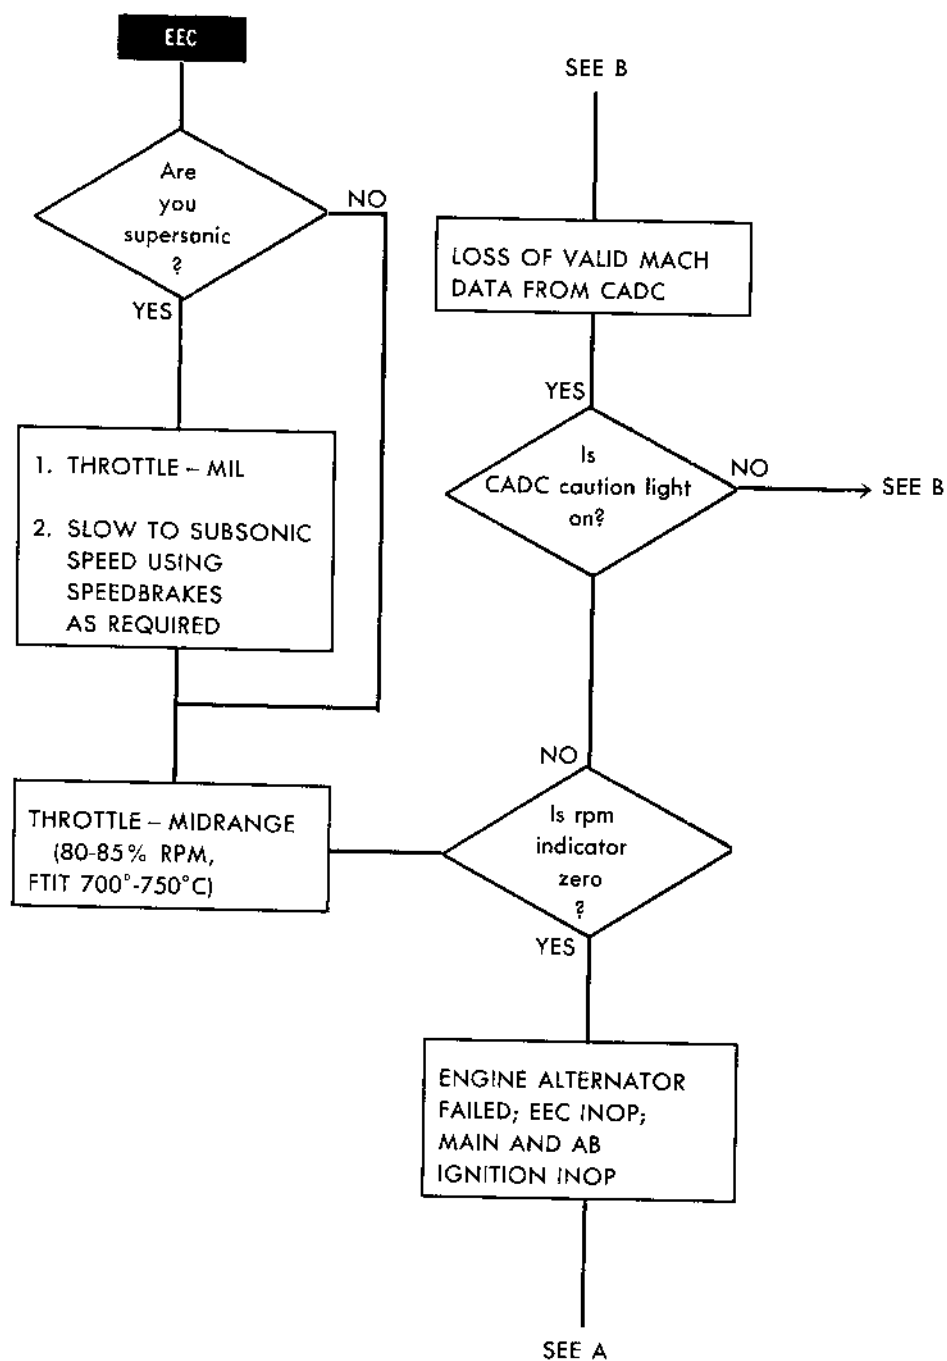 EEC
Are
you
supersonic
?
NO
YES
1. THROTTLE – MIL
2. SLOW TO SUBSONIC
SPEED USING
SPEEDBRAKES
AS REQUIRED
THROTTLE – MIDRANGE
(80-85% RPM,
FTIT 700°-750°C)
SEE B
LOSS OF VALID MACH
DATA FROM CADC
YES
Is
CADC caution light
on?
NO
SEE B
NO
Is rpm
indicator
zero
?
YES
ENGINE ALTERNATOR
FAILED; EEC INOP;
MAIN AND AB
IGNITION INOP
SEE A